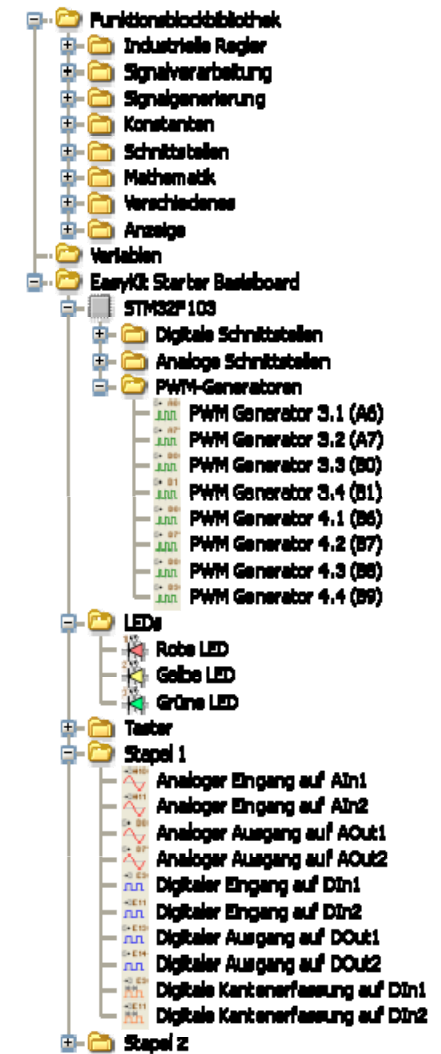 Funktionsblockbibliothek
Industrielle Regler
Signalverarbeitung
Signalgenerierung
Konstanten
Schnittstellen
Mathematik
Verschiedenes
Anzeige
Variablen
EasyKit Starter Basisboard
STM32F103
Digitale Schnittstellen
Analoge Schnittstellen
PWM-Generatoren
PWM Generator 3.1 (A6)
PWM Generator 3.2 (A7)
PWM Generator 3.3 (B0)
PWM Generator 3.4 (B1)
PWM Generator 4.1 (B6)
PWM Generator 4.2 (B7)
PWM Generator 4.3 (B8)
PWM Generator 4.4 (B9)
LEDs
Rote LED
Gelbe LED
Grüne LED
Taster
Stapel 1
Analoger Eingang auf AIn1
Analoger Eingang auf AIn2
Analoger Ausgang auf AOut1
Analoger Ausgang auf AOut2
Digitaler Eingang auf DIn1
Digitaler Eingang auf DIn2
Digitaler Ausgang auf DOut1
Digitaler Ausgang auf DOut2
Digitale Kantenerfassung auf DIn1
Digitale Kantenerfassung auf DIn2
Stapel 2